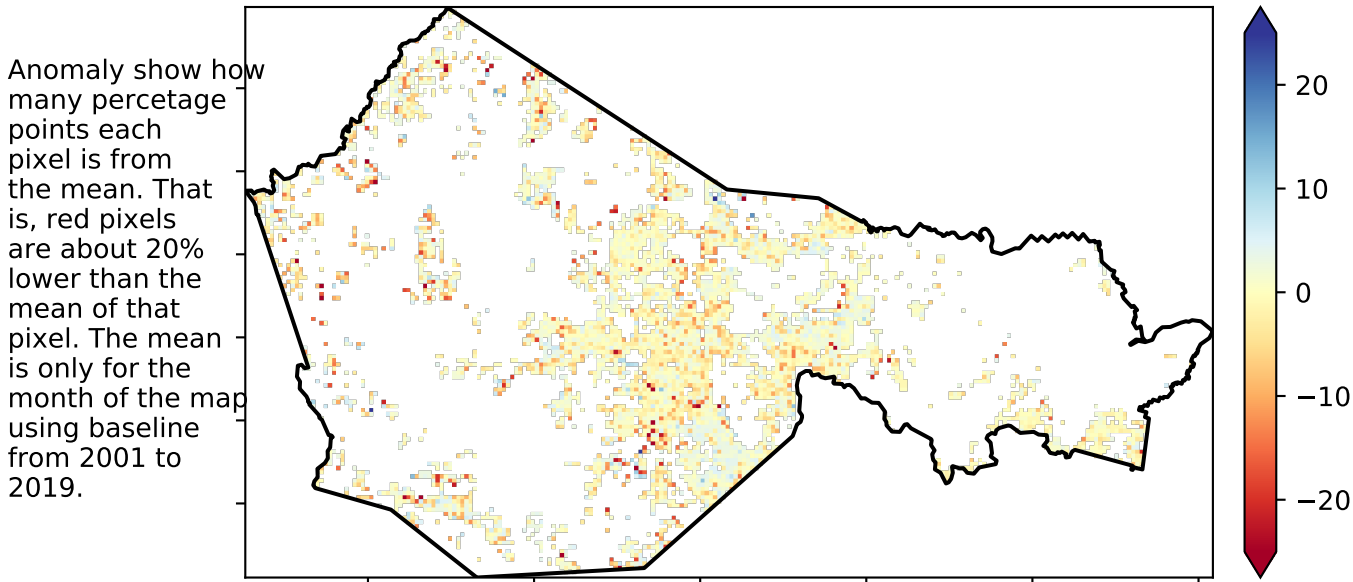 Anomaly show how
many percetage
points each
pixel is from
the mean. That
is, red pixels
are about 20%
lower than the
mean of that
pixel. The mean
is only for the
month of the map
using baseline
from 2001 to
2019.
20
10
0
−10
−20